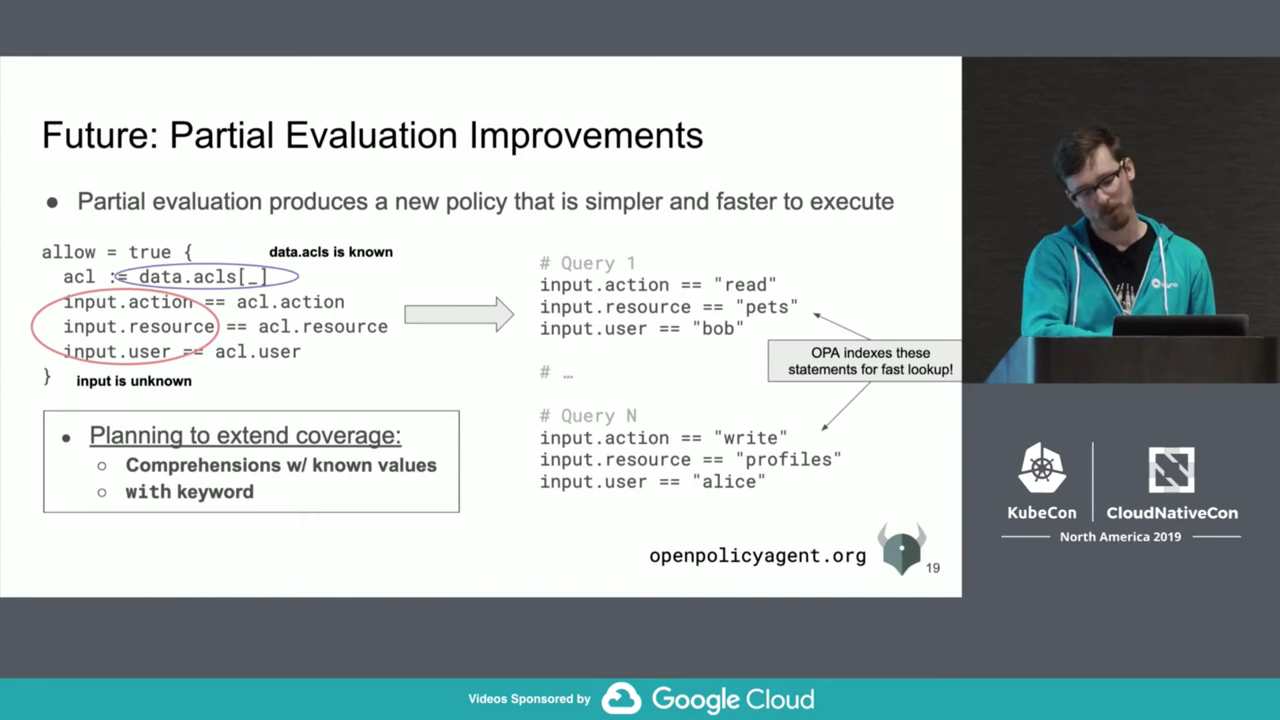 Future: Partial Evaluation Improvements
● Partial evaluation produces a new policy that is simpler and faster to execute
allow = true {
data.acls is known
acl := data.acls[_]
input.action == acl.action
input.resource == acl.resource
input.user == acl.user
}
input is unknown
# Query 1
input.action == "read"
input.resource == "pets"
input.user == "bob"
# …
OPA indexes these
statements for fast lookup!
# Query N
input.action == "write"
input.resource == "profiles"
input.user == "alice"
● Planning to extend coverage:
○ Comprehensions w/ known values
○ with keyword
openpolicyagent.org
19
KubeCon
CloudNativeCon
North America 2019
Videos Sponsored by
Google Cloud